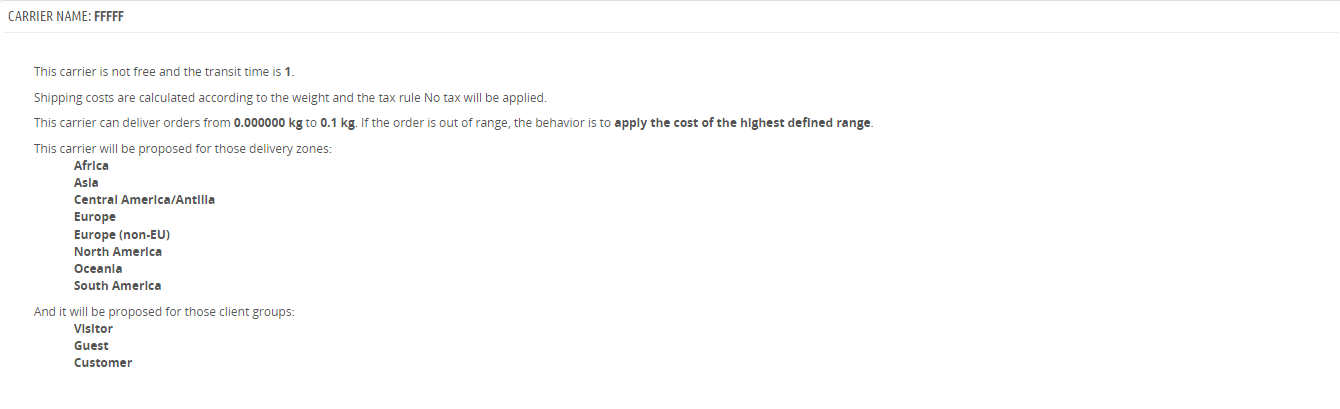 CARRIER NAME: FFFFF
This carrier is not free and the transit time is 1.
Shipping costs are calculated according to the weight and the tax rule No tax will be applied.
This carrier can deliver orders from 0.000000 kg to 0.1 kg. If the order is out of range, the behavior is to apply the cost of the highest defined range.
This carrier will be proposed for those delivery zones:
Africa
Asia
Central America/Antilla
Europe
Europe (non-EU)
North America
Oceania
South America
And it will be proposed for those client groups:
Visitor
Guest
Customer